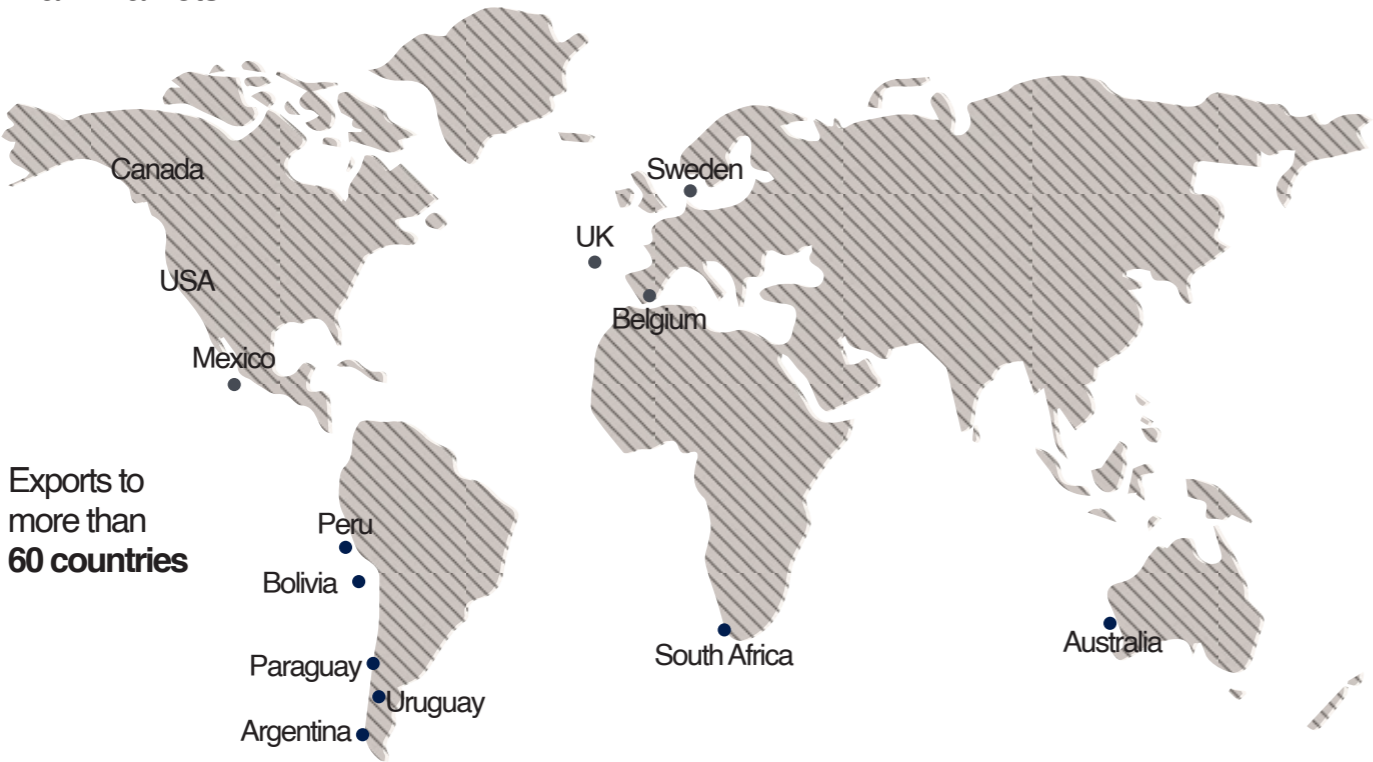 Canada
Sweden
UK
USA
Belgium
Mexico
Exports to
more than
60 countries
Peru
Bolivia
South Africa
Australia
Paraguay
Uruguay
Argentina